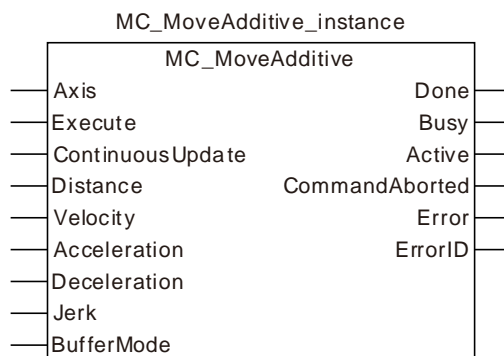 MC_MoveAdditive_instance
MC_MoveAdditive
Axis Done
Execute Busy
ContinuousUpdate Active
Distance CommandAborted
Velocity Error
Acceleration ErrorID
Deceleration
Jerk
BufferMode